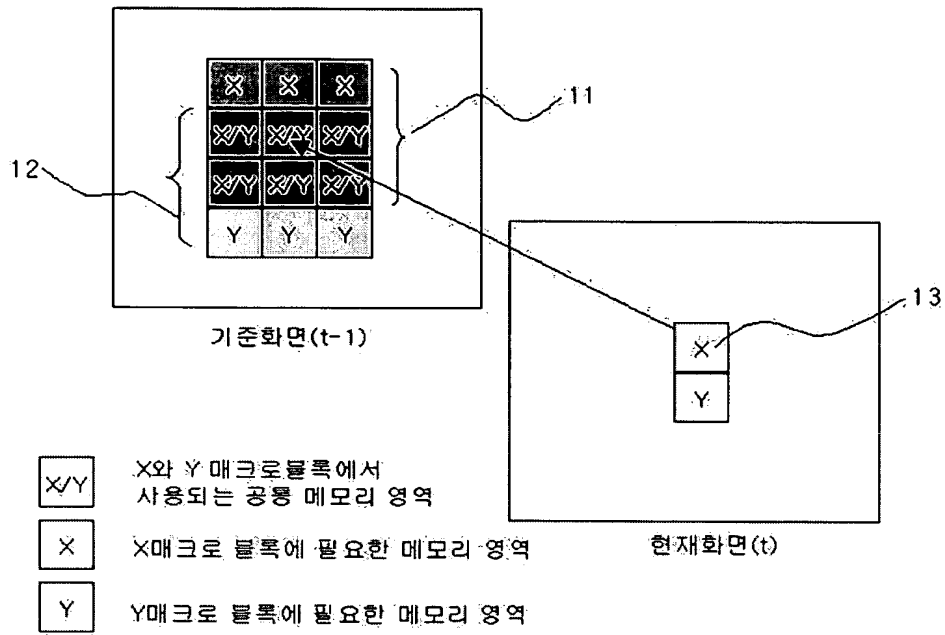 X X X
11
X/Y X/Y X/Y
12
X/Y X/Y X/Y
Y Y Y
기준화면(t-1)
13
X
Y
현재화면(t)
X/Y X와 Y 매크로블록에서
사용되는 공통 메모리 영역
X X매크로 블록에 필요한 메모리 영역
Y Y매크로 블록에 필요한 메모리 영역